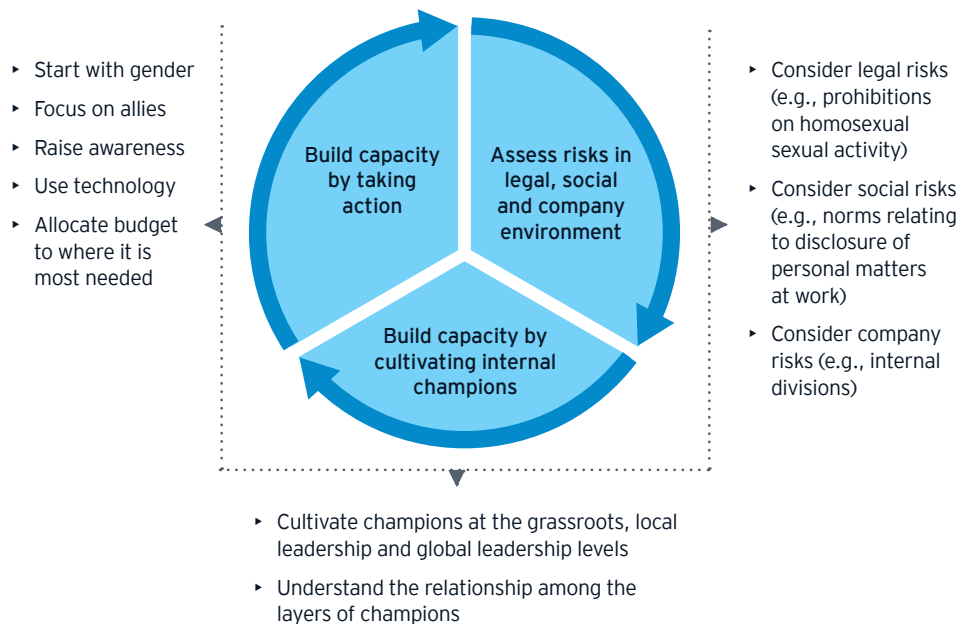 ▸ Start with gender
▸ Focus on allies
▸ Raise awareness
▸ Use technology
▸ Allocate budget
to where it is
most needed
Build capacity
by taking
action
Assess risks in
legal, social
and company
environment
Build capacity by
cultivating internal
champions
▸ Consider legal risks
(e.g., prohibitions
on homosexual
sexual activity)
▸ Consider social risks
(e.g., norms relating
to disclosure of
personal matters
at work)
▸ Consider company
risks (e.g., internal
divisions)
▸ Cultivate champions at the grassroots, local
leadership and global leadership levels
▸ Understand the relationship among the
layers of champions